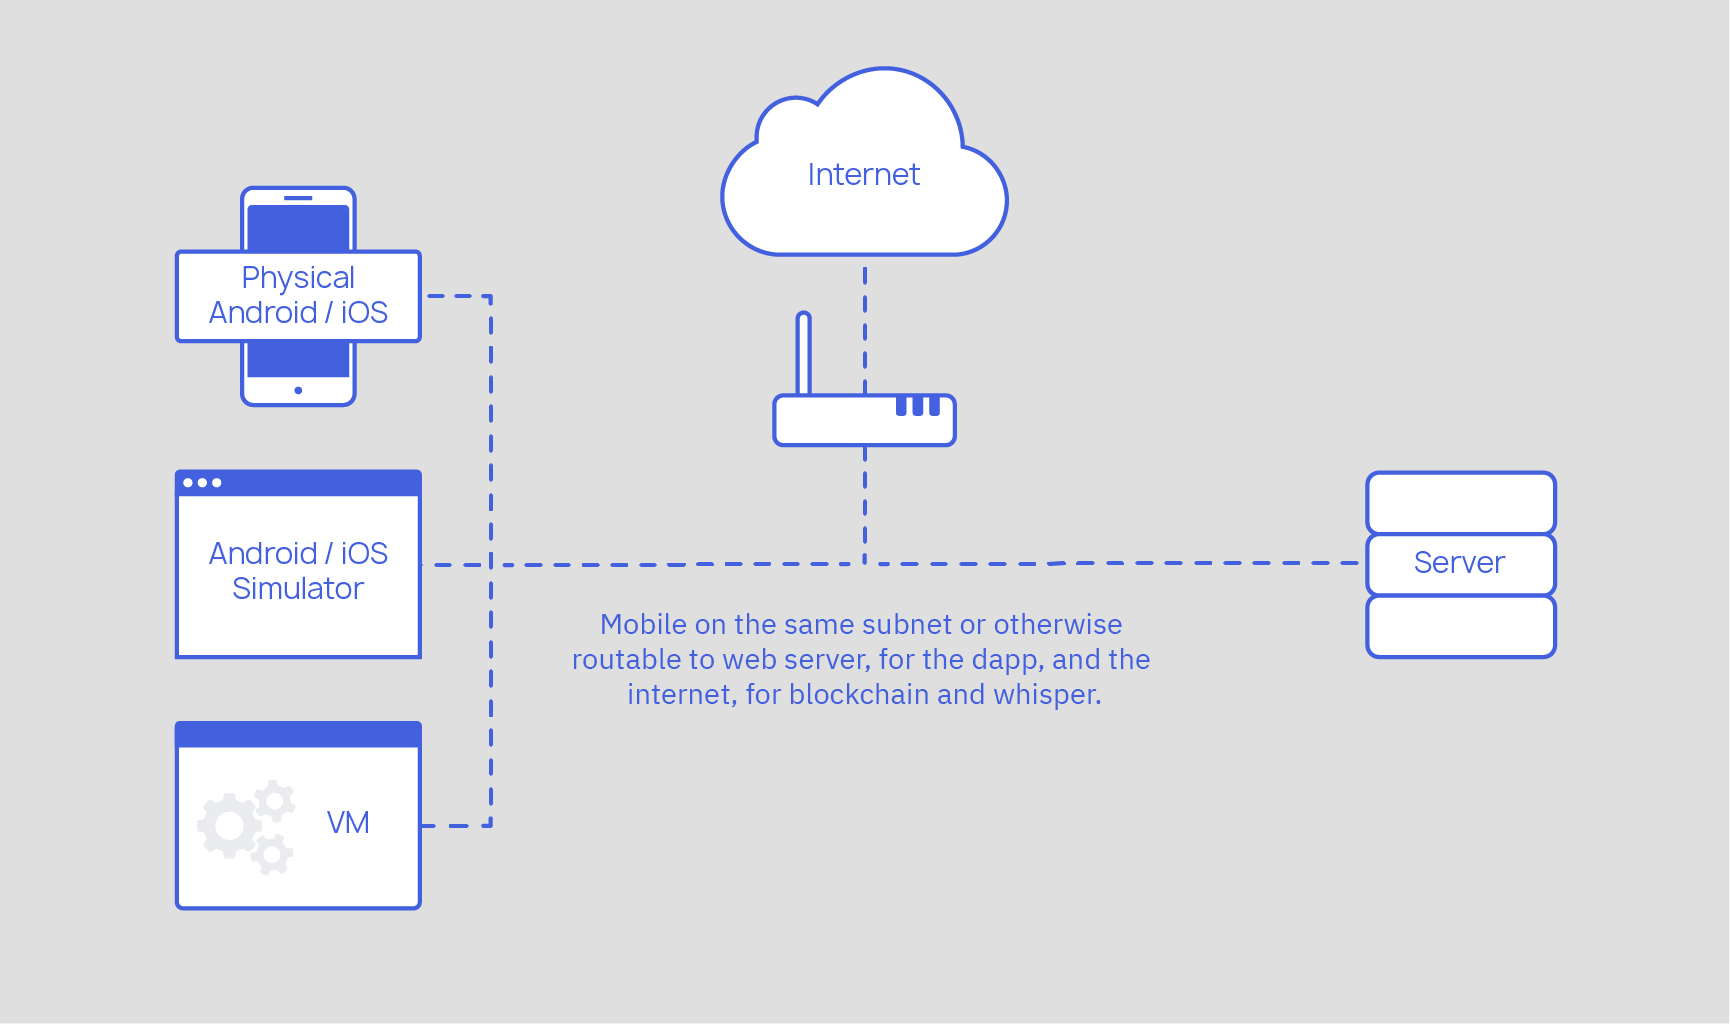 Internet
Physical
Android / iOS
Android / iOS
Simulator
Server
Mobile on the same subnet or otherwise
routable to web server, for the dapp, and the
internet, for blockchain and whisper.
VM